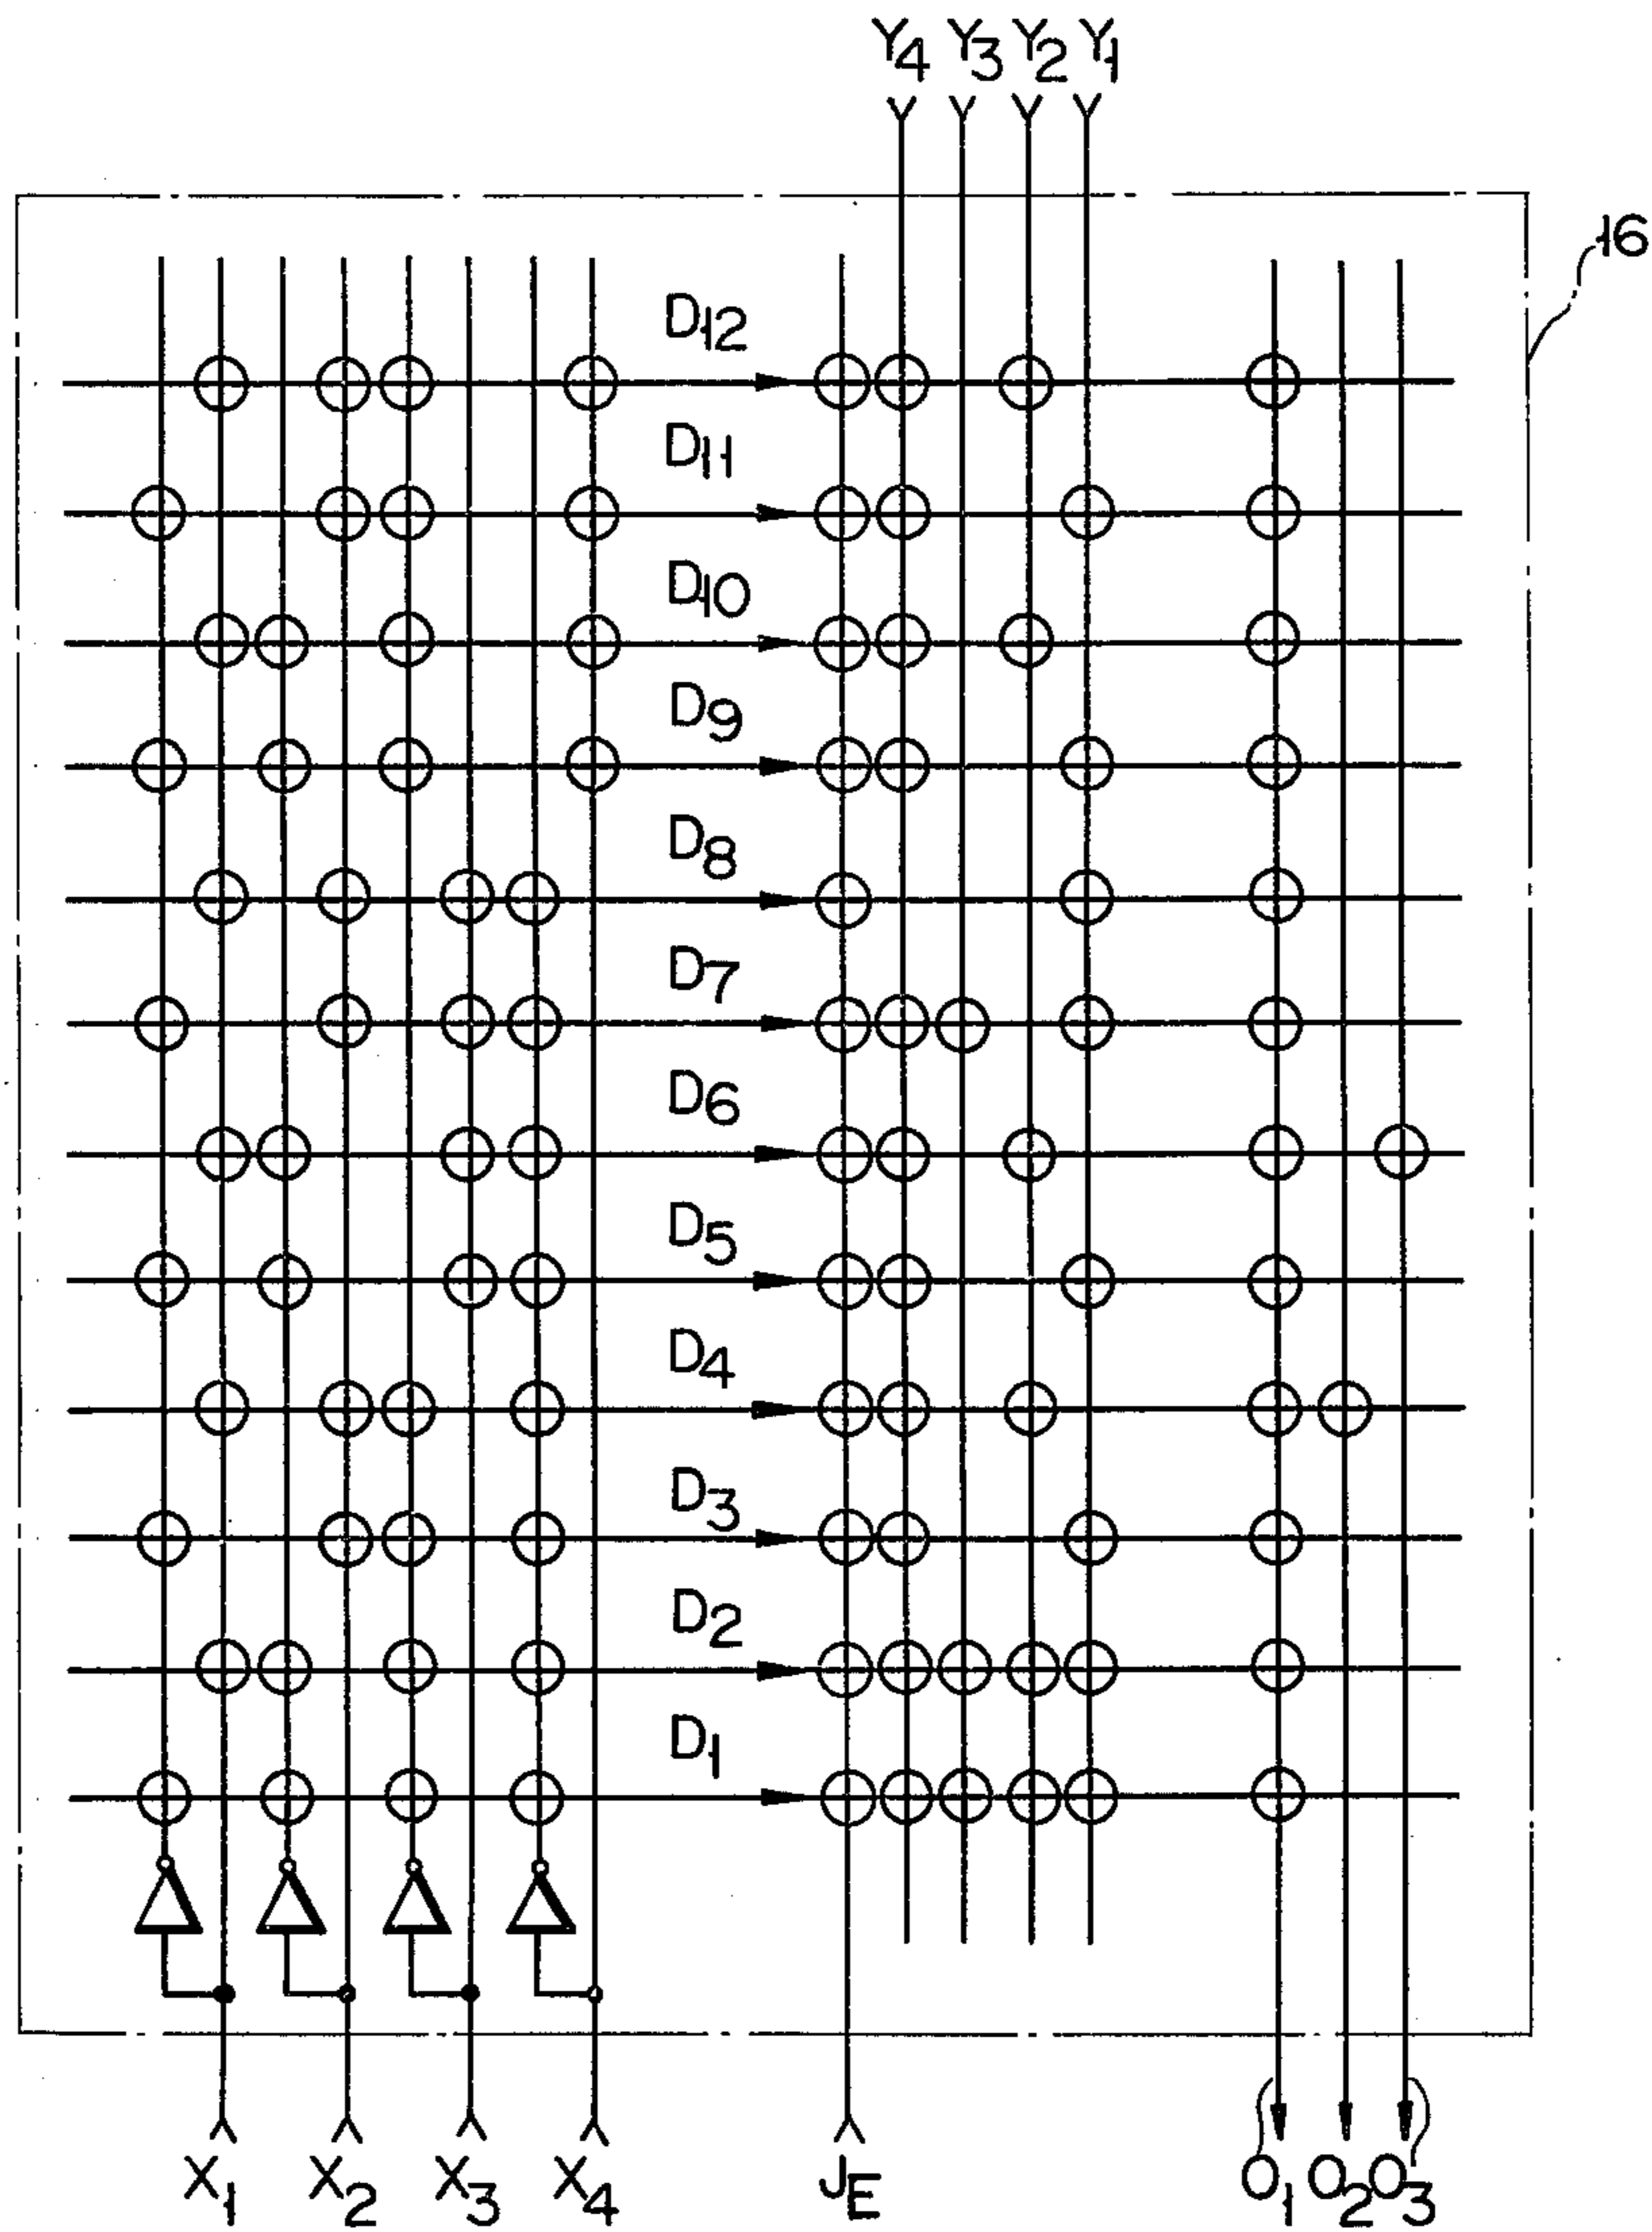 Y4 Y3 Y2 Y1
16
D12
D11
D10
D9
D8
D7
D6
D5
D4
D3
D2
D1
X1 X2 X3 X4 JE O1 O2 O3